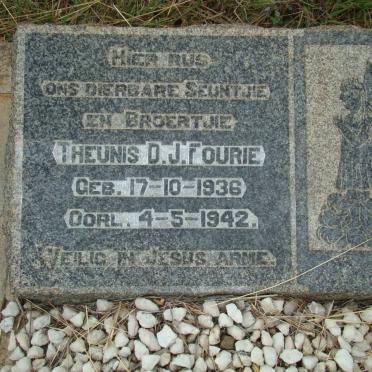 HIER RUS
ONS DIERBARE SEUNTJIE
EN BROERTJIE
THEUNIS D.J. FOURIE
GEB. 17-10-1936
OORL. 4-5-1942.
VEILIG IN JESUS ARME.